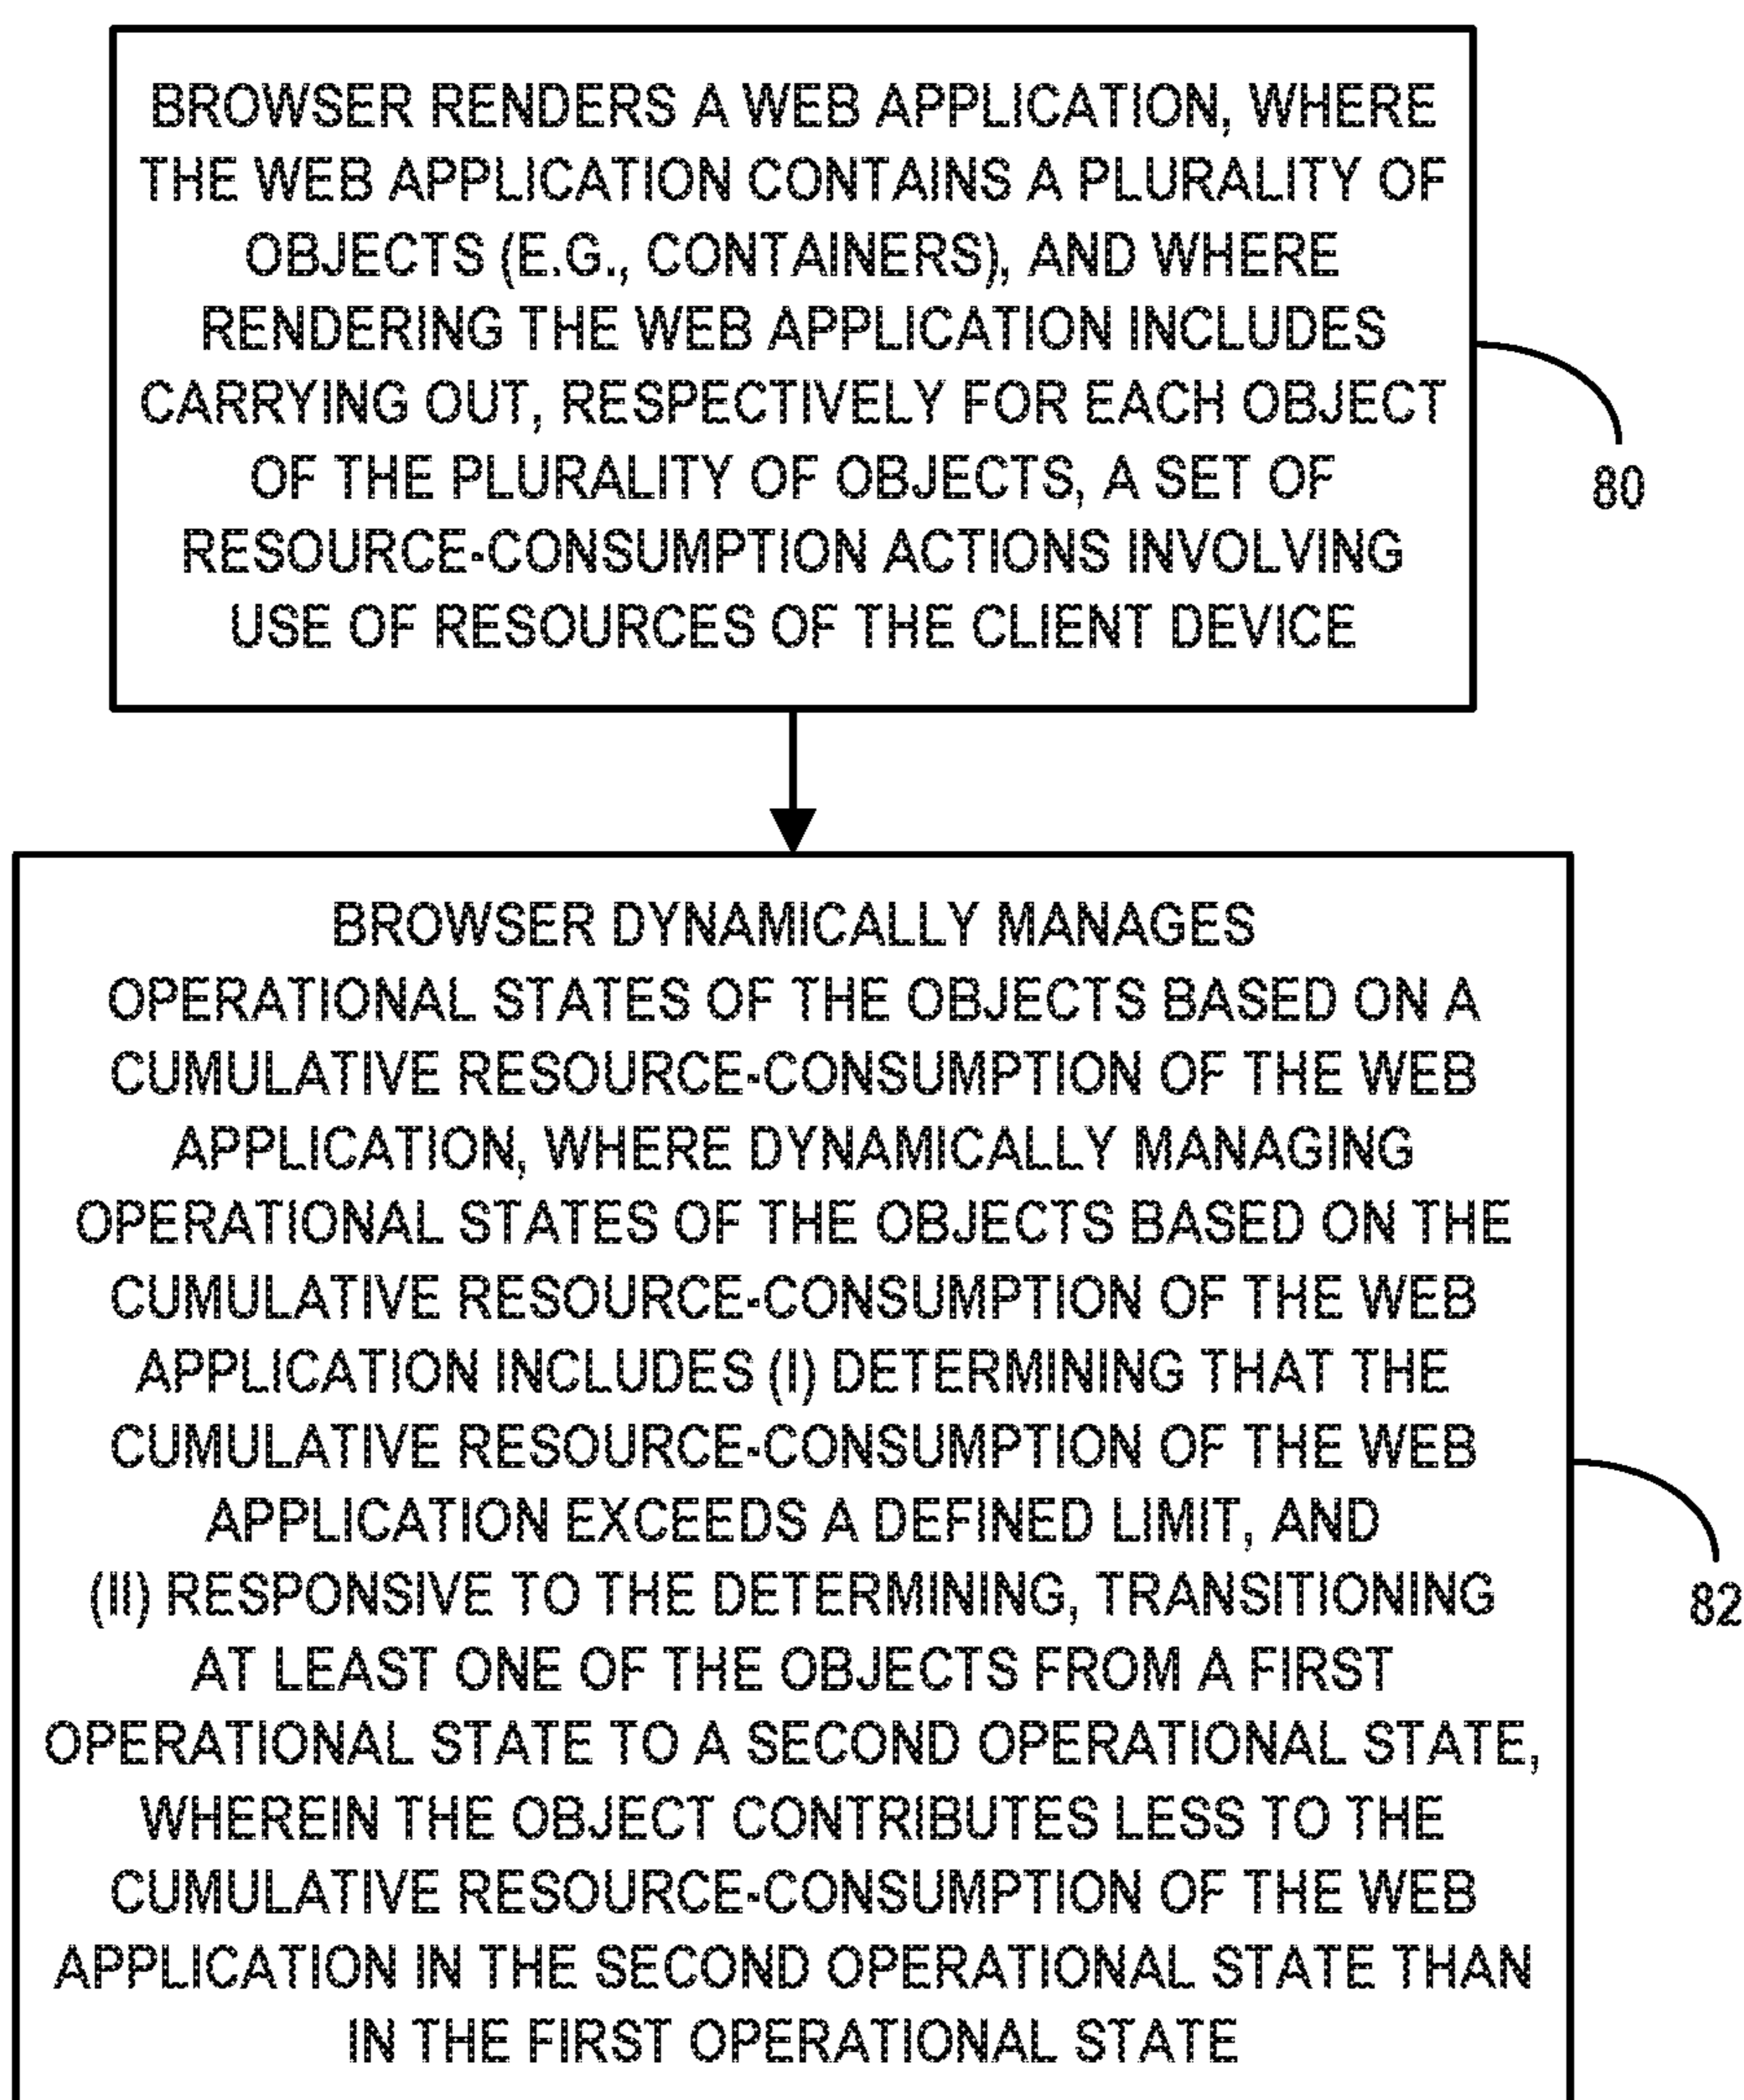 BROWSER RENDERS A WEB APPLICATION, WHERE
THE WEB APPLICATION CONTAINS A PLURALITY OF
OBJECTS (E.G., CONTAINERS), AND WHERE
RENDERING THE WEB APPLICATION INCLUDES
CARRYING OUT, RESPECTIVELY FOR EACH OBJECT
OF THE PLURALITY OF OBJECTS, A SET OF
RESOURCE-CONSUMPTION ACTIONS INVOLVING
USE OF RESOURCES OF THE CLIENT DEVICE
80
BROWSER DYNAMICALLY MANAGES
OPERATIONAL STATES OF THE OBJECTS BASED ON A
CUMULATIVE RESOURCE-CONSUMPTION OF THE WEB
APPLICATION, WHERE DYNAMICALLY MANAGING
OPERATIONAL STATES OF THE OBJECTS BASED ON THE
CUMULATIVE RESOURCE-CONSUMPTION OF THE WEB
APPLICATION INCLUDES (I) DETERMINING THAT THE
CUMULATIVE RESOURCE-CONSUMPTION OF THE WEB
APPLICATION EXCEEDS A DEFINED LIMIT, AND
(II) RESPONSIVE TO THE DETERMINING, TRANSITIONING
AT LEAST ONE OF THE OBJECTS FROM A FIRST
OPERATIONAL STATE TO A SECOND OPERATIONAL STATE,
WHEREIN THE OBJECT CONTRIBUTES LESS TO THE
CUMULATIVE RESOURCE-CONSUMPTION OF THE WEB
APPLICATION IN THE SECOND OPERATIONAL STATE THAN
IN THE FIRST OPERATIONAL STATE
82